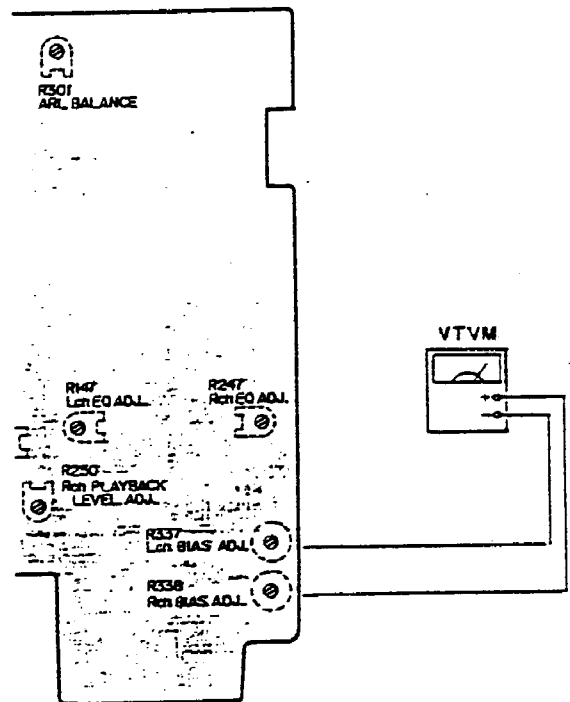 R301
ARL BALANCE
VTVM
+
−
R147
Lch EQ ADJ.
R247
Rch EQ ADJ.
R250
Rch PLAYBACK
LEVEL ADJ.
R337
Lch BIAS ADJ.
R338
Rch BIAS ADJ.